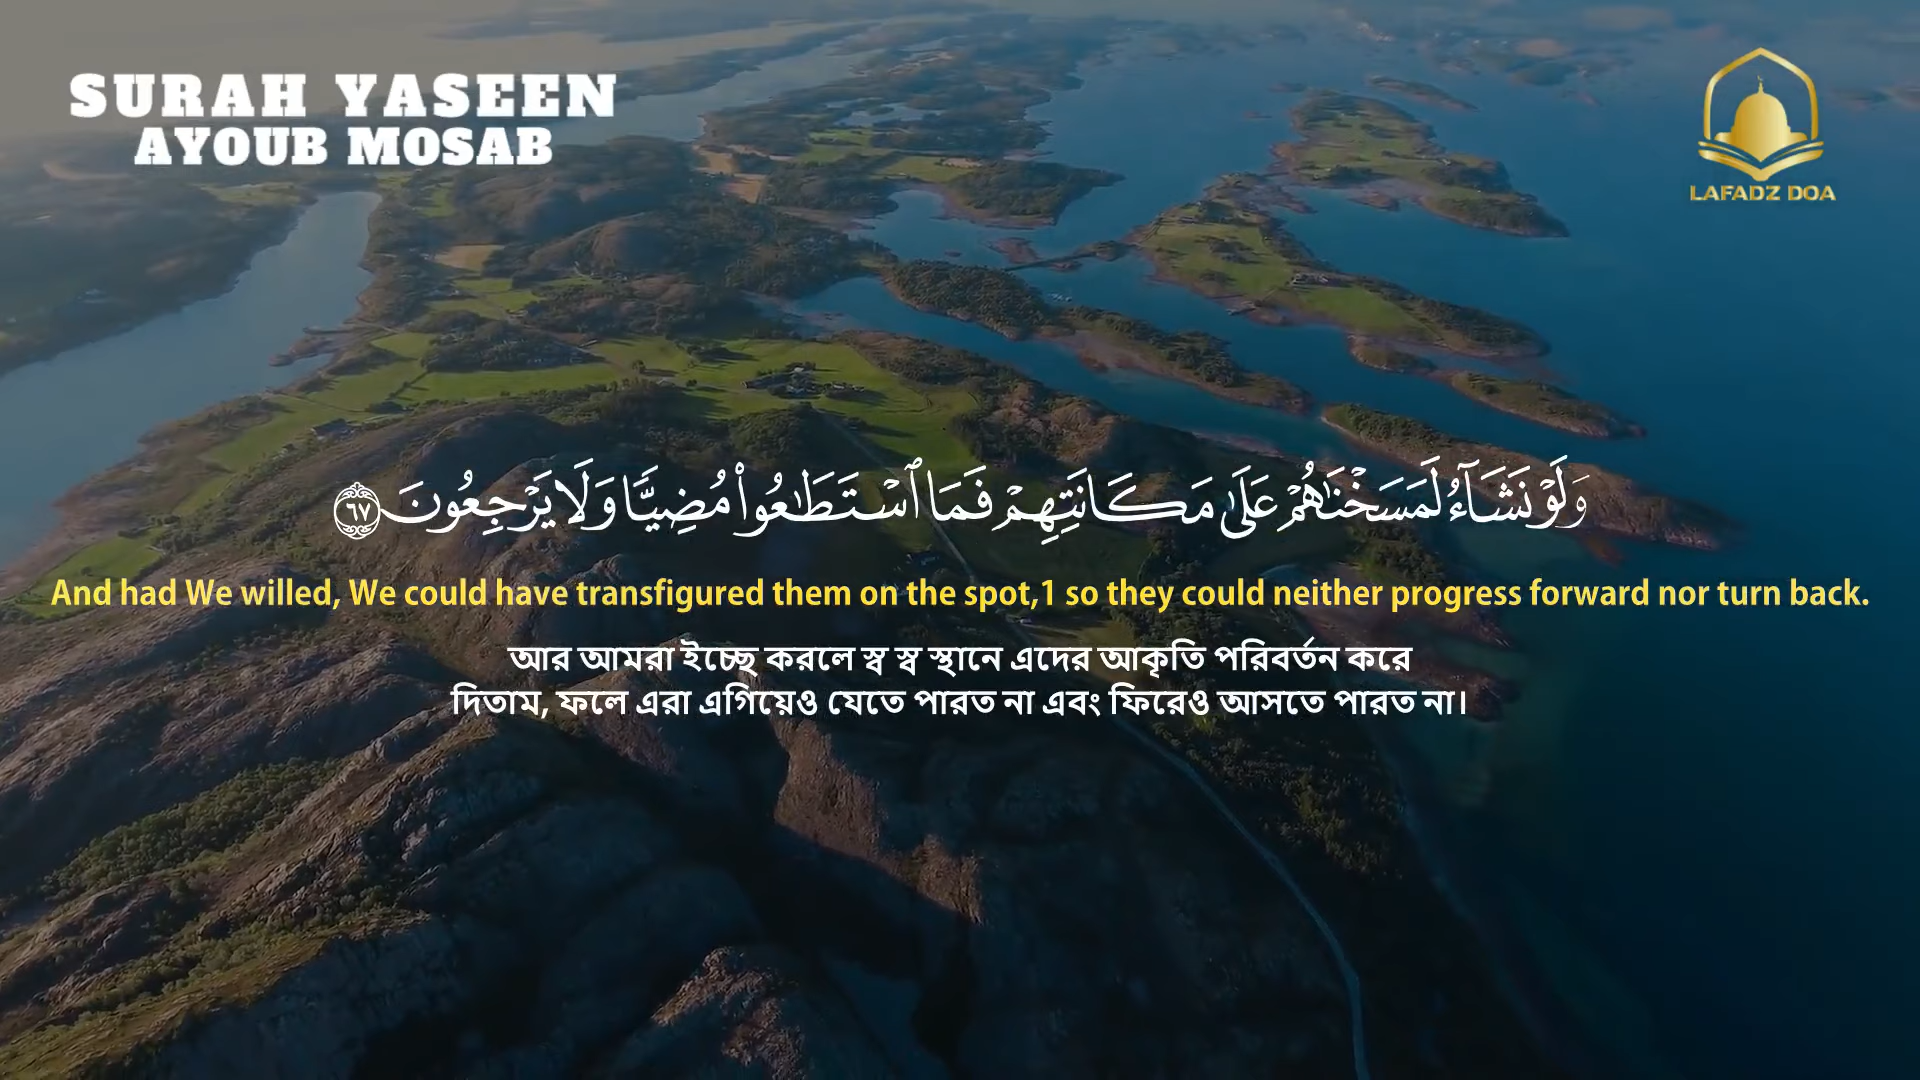 SURAH YASEEN
AYOUB MOSAB
LAFADZ DOA
وَلَوْ نَشَآءُ لَمَسَخْنَٰهُمْ عَلَىٰ مَكَانَتِهِمْ فَمَا ٱسْتَطَٰعُوا۟ مُضِيًّا وَلَا يَرْجِعُونَ ٦٧
And had We willed, We could have transfigured them on the spot,1 so they could neither progress forward nor turn back.
আর আমরা ইচ্ছে করলে স্ব স্ব স্থানে এদের আকৃতি পরিবর্তন করে
দিতাম, ফলে এরা এগিয়েও যেতে পারত না এবং ফিরেও আসতে পারত না।